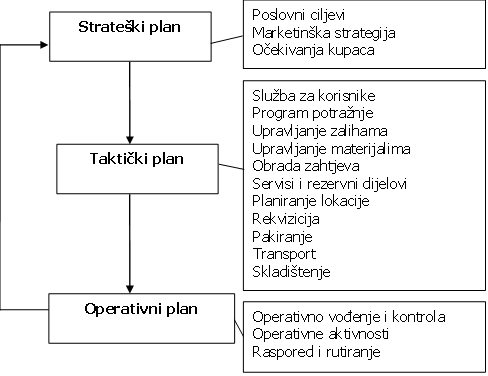 Strateški plan
Poslovni ciljevi
Marketinška strategija
Očekivanja kupaca
Taktički plan
Služba za korisnike
Program potražnje
Upravljanje zalihama
Upravljanje materijalima
Obrada zahtjeva
Servisi i rezervni dijelovi
Planiranje lokacije
Rekvizicija
Pakiranje
Transport
Skladištenje
Operativni plan
Operativno vođenje i kontrola
Operativne aktivnosti
Raspored i rutiranje